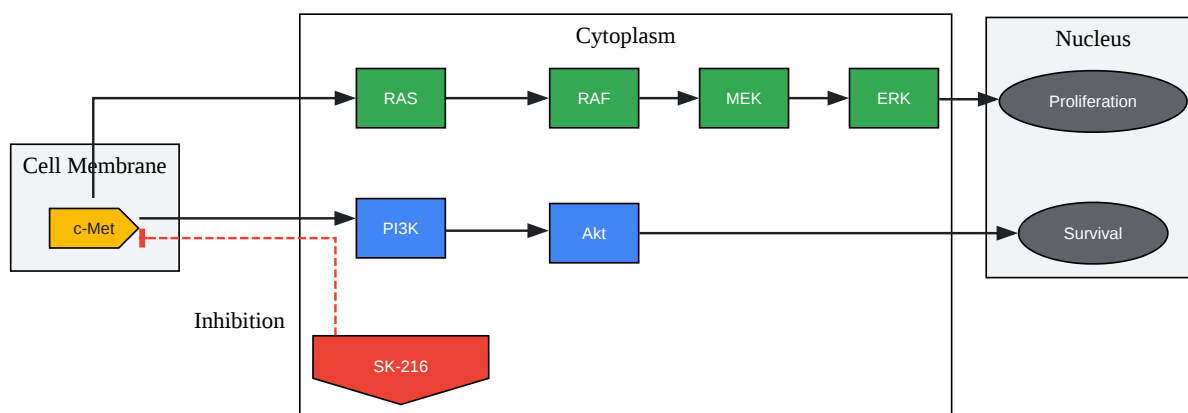 Cytoplasm
Nucleus
RAS
RAF
MEK
ERK
Proliferation
Cell Membrane
c-Met
PI3K
Akt
Survival
Inhibition
SK-216